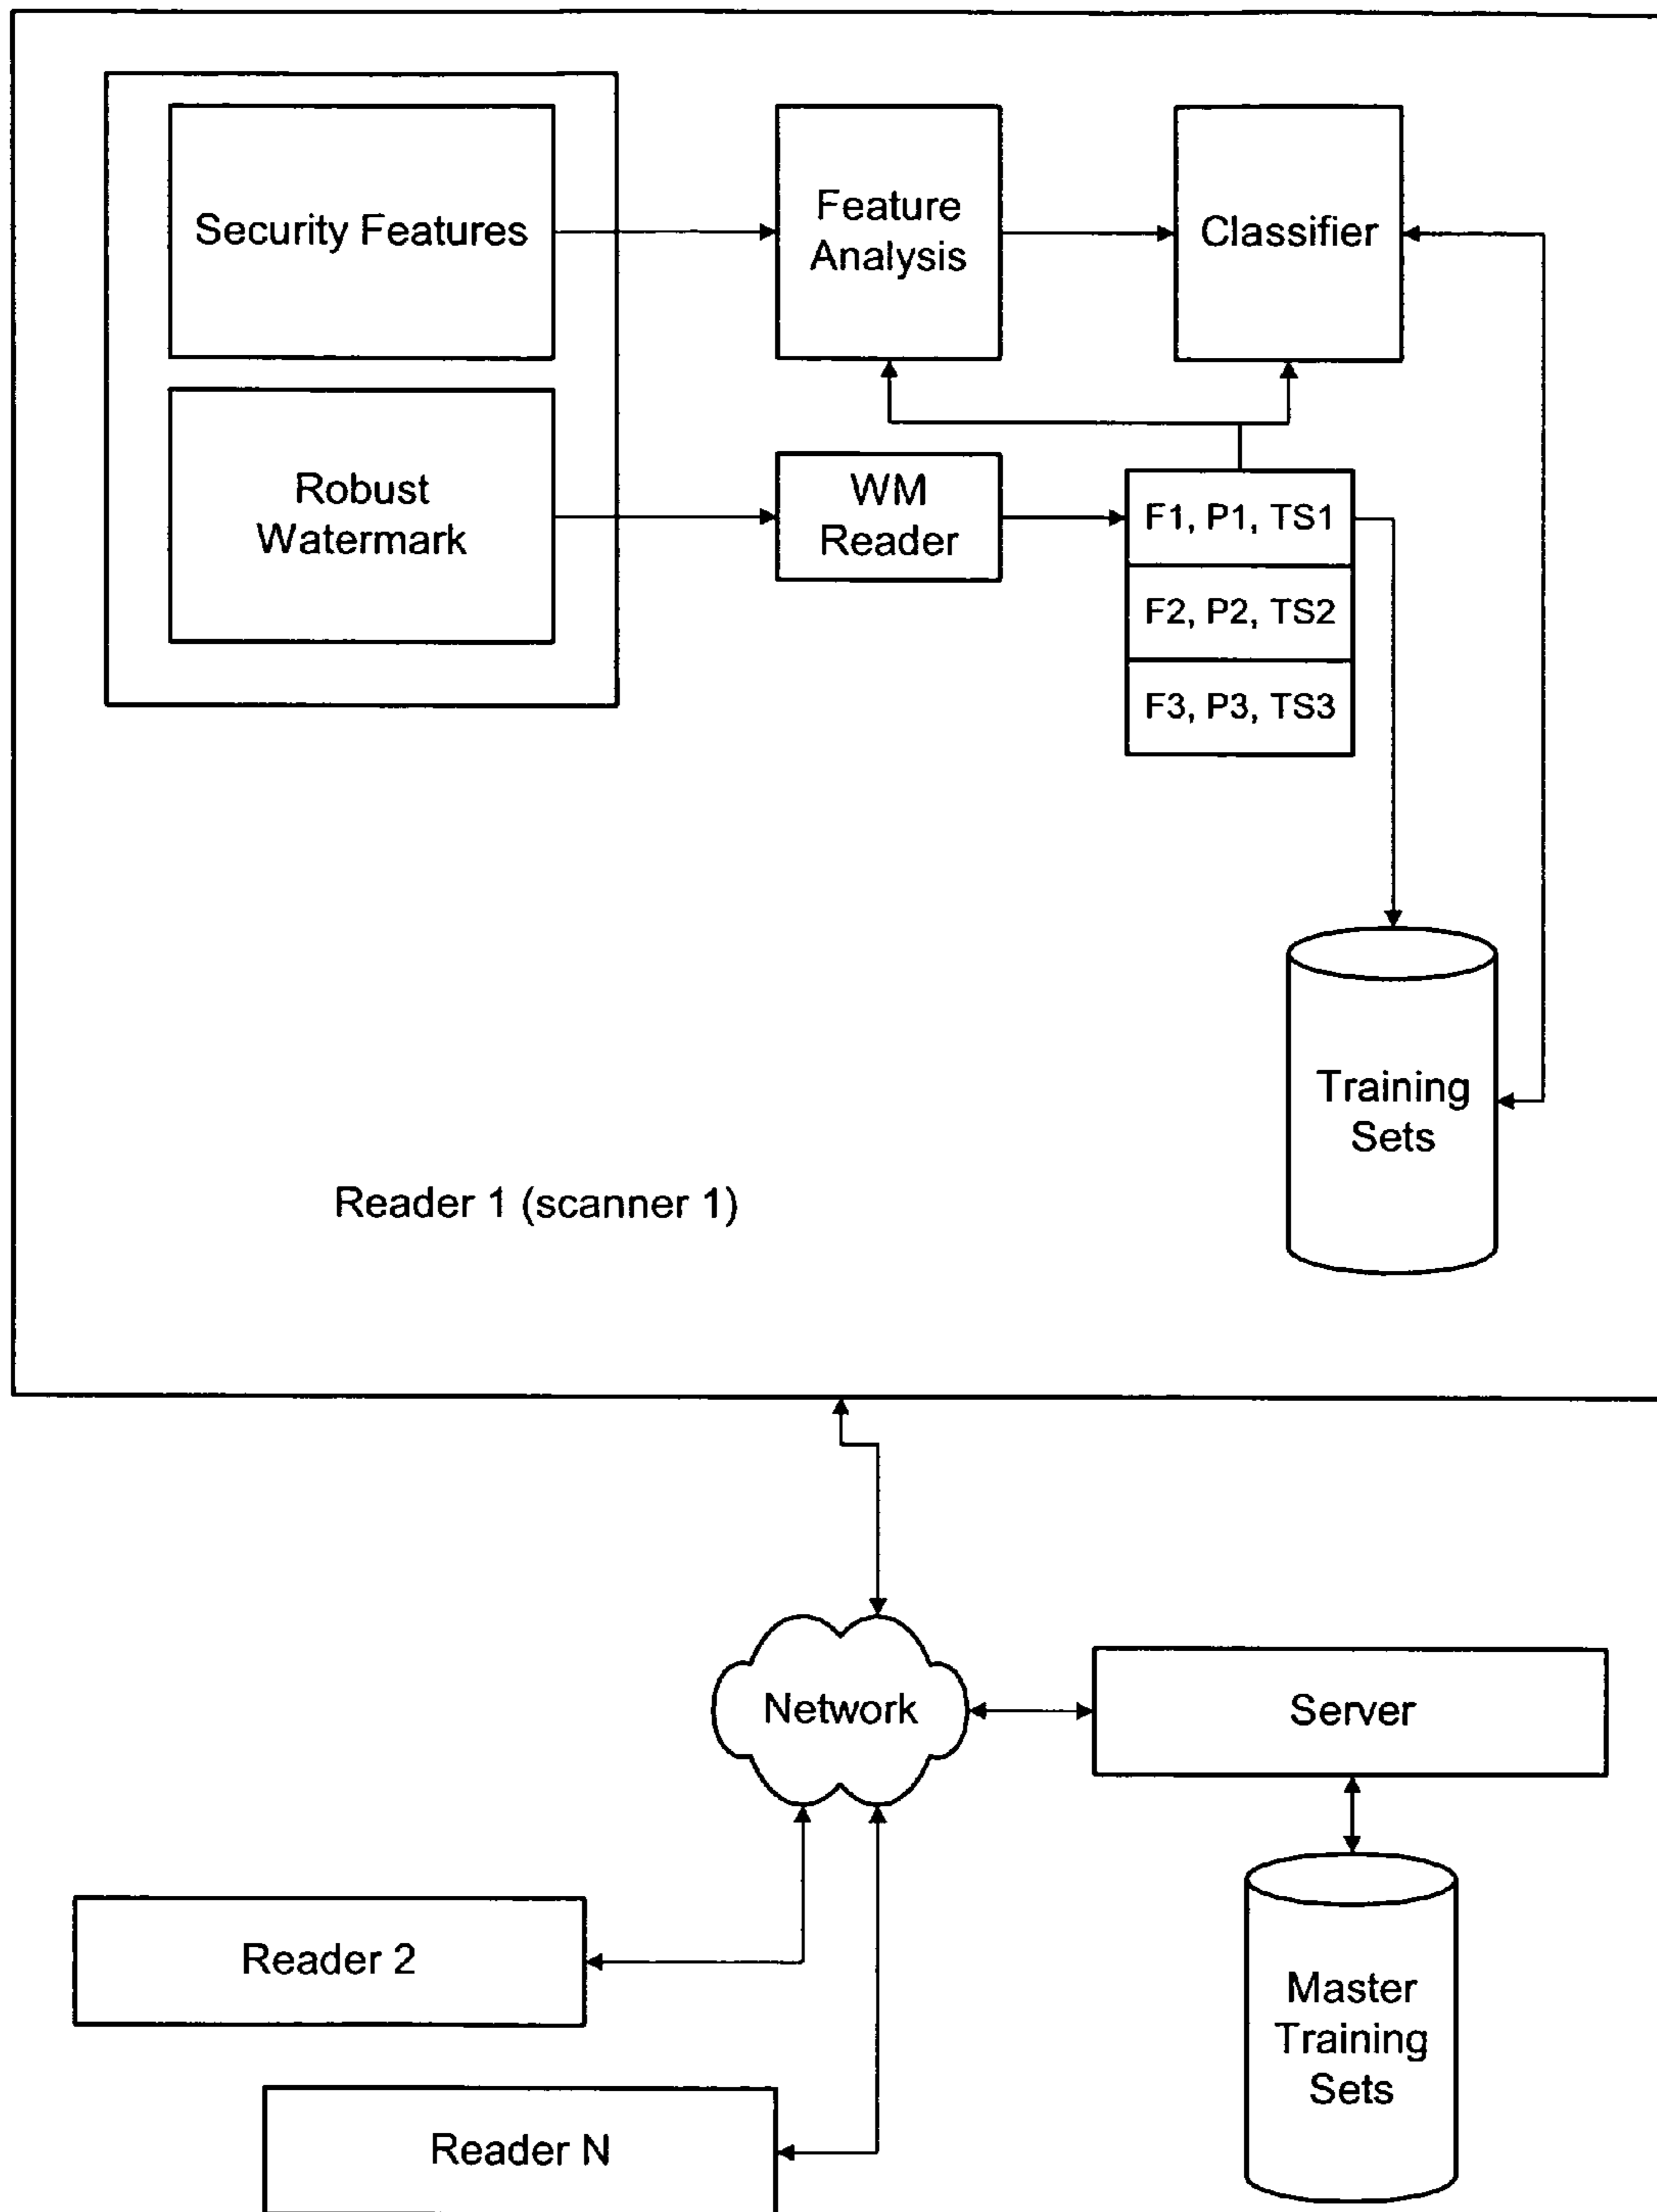 Security Features
Feature
Analysis
Classifier
Robust
Watermark
WM
Reader
F1, P1, TS1
F2, P2, TS2
F3, P3, TS3
Training
Sets
Reader 1 (scanner 1)
Network
Server
Reader 2
Master
Training
Sets
Reader N